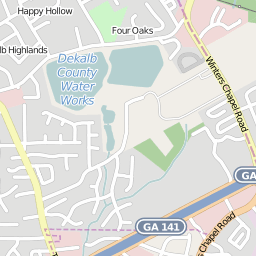 Happy Hollow
Four Oaks
lb Highlands
Dekalb
County
Water
Works
Winters Chapel Road
GA
GA 141
s Chapel Road